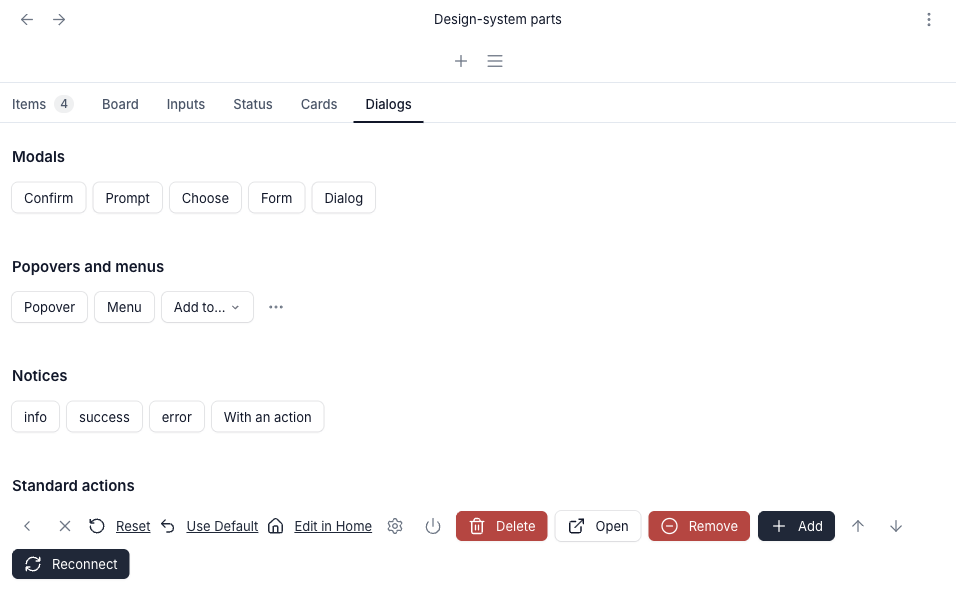 Design-system parts
Items 4 Board Inputs Status Cards Dialogs
Modals
Confirm Prompt Choose Form Dialog
Popovers and menus
Popover Menu Add to...
Notices
info success error With an action
Standard actions
Reset Use Default Edit in Home Delete Open Remove Add
Reconnect